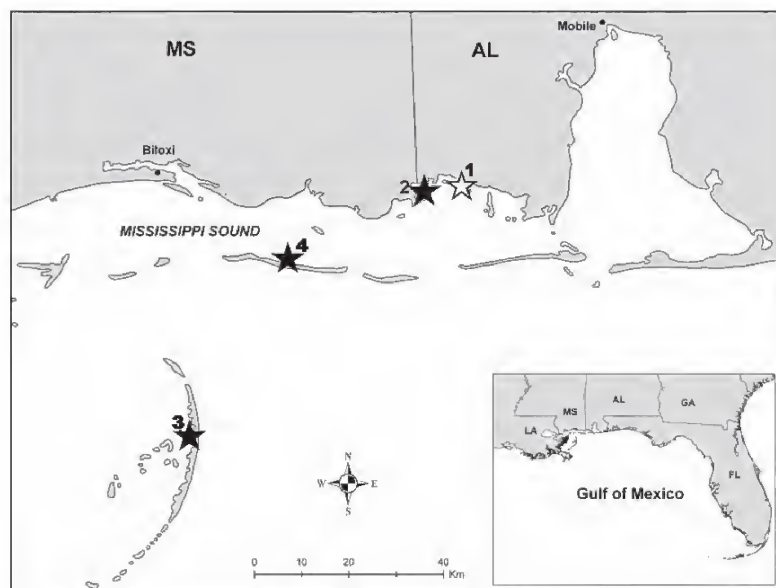 MS
AL
Mobile
Biloxi
MISSISSIPPI SOUND
1
2
4
3
N
W E
S
0 10 20 40
Km
LA
MS
AL
GA
FL
Gulf of Mexico